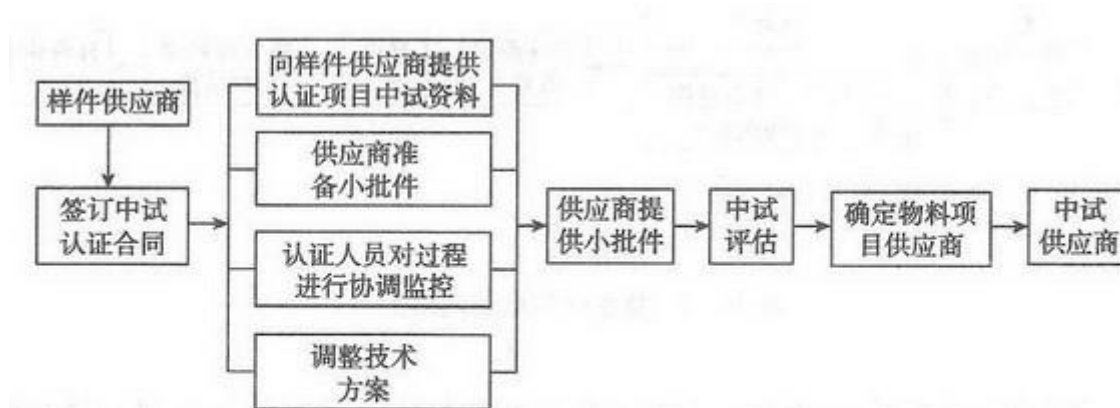 样件供应商
签订中试
认证合同
向样件供应商提供
认证项目中试资料
供应商准
备小批件
认证人员对过程
进行协调监控
调整技术
方案
供应商提
供小批件
中试
评估
确定物料项
目供应商
中试
供应商